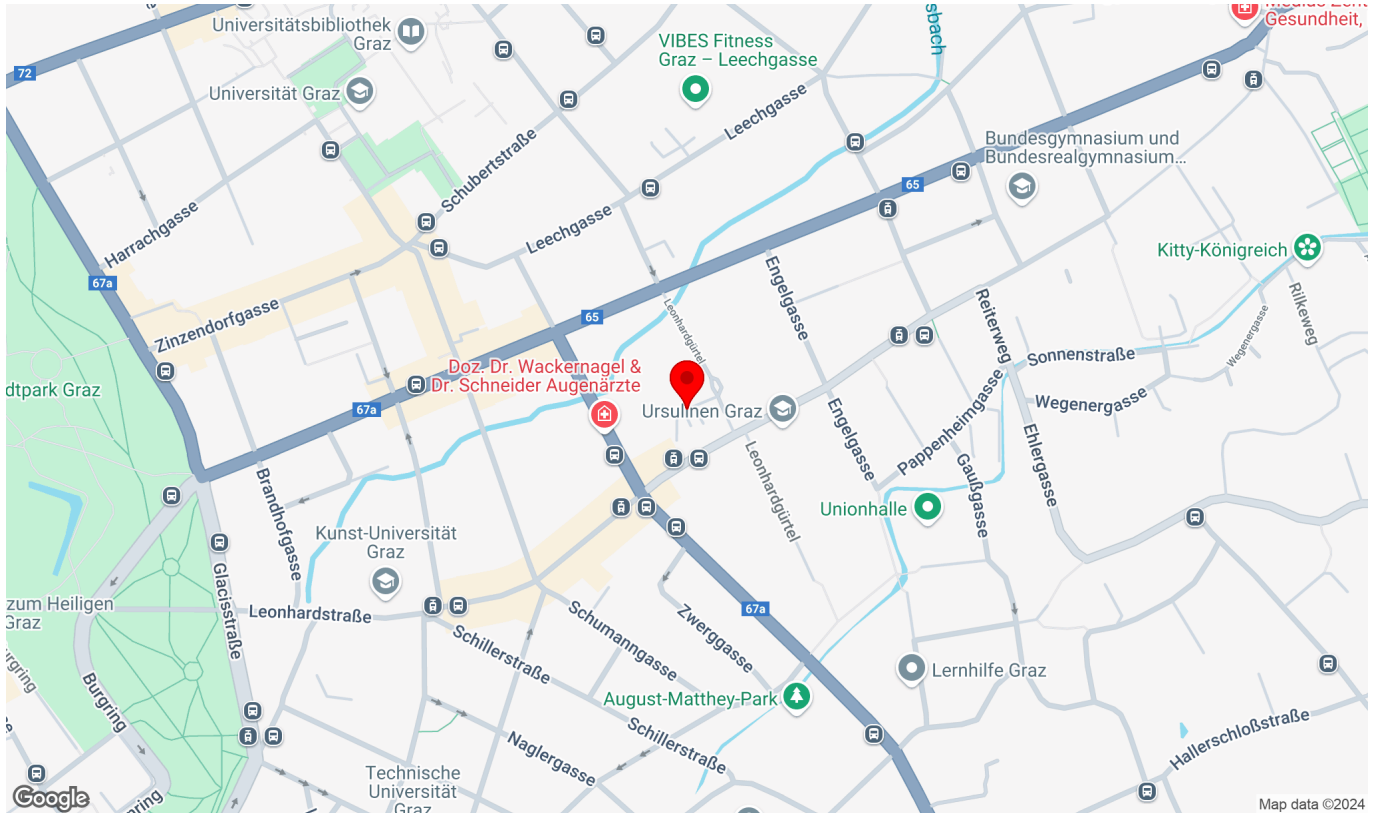 Universitätsbibliothek
Graz
VIBES Fitness
Graz – Leechgasse
sbach
Gesundheit,
72
Universität Graz
Leechgasse
Schubertstraße
Bundesgymnasium und
Bundesrealgymnasium...
65
Harrachgasse
Leechgasse
Kitty-Königreich
67a
Engelgasse
Zinzendorfgasse
65
Leonhardgürtel
Reiterweg
Rilkeweg
Wegenergasse
Sonnenstraße
Doz. Dr. Wackernagel &
Dr. Schneider Augenärzte
dtpark Graz
67a
Ursulinen Graz
Wegenergasse
Engelgasse
Pappenheimgasse
Ehlergasse
Gaußgasse
Leonhardgürtel
Brandhofgasse
Unionhalle
Kunst-Universität
Graz
Glacisstraße
zum Heiligen
Graz
Leonhardstraße
67a
Schumanngasse
Zwerggasse
Schillerstraße
Burgring
Lernhilfe Graz
August-Matthey-Park
Schillerstraße
Hallerschloßstraße
Naglergasse
Technische
Universität
Graz
Google
Map data ©2024